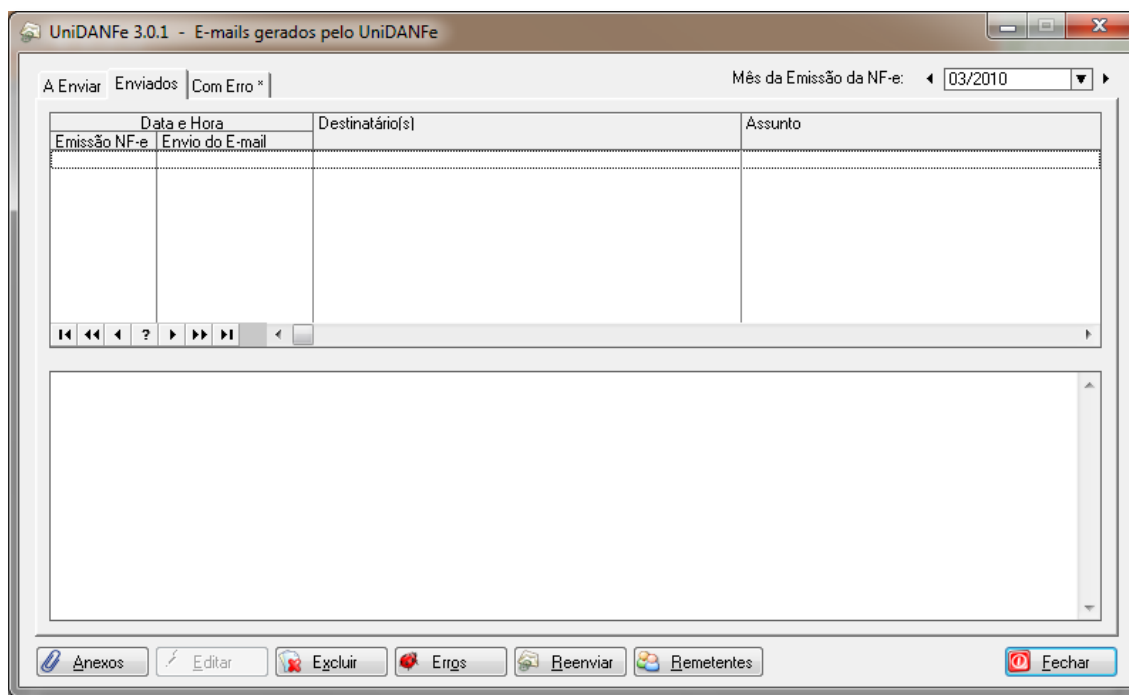 UniDANFe 3.0.1 - E-mails gerados pelo UniDANFe
A Enviar Enviados Com Erro * Mês da Emissão da NF-e: 03/2010
Data e Hora Destinatário(s) Assunto
Emissão NF-e Envio do E-mail
?
Anexos Editar Excluir Erros Reenviar Remetentes Fechar